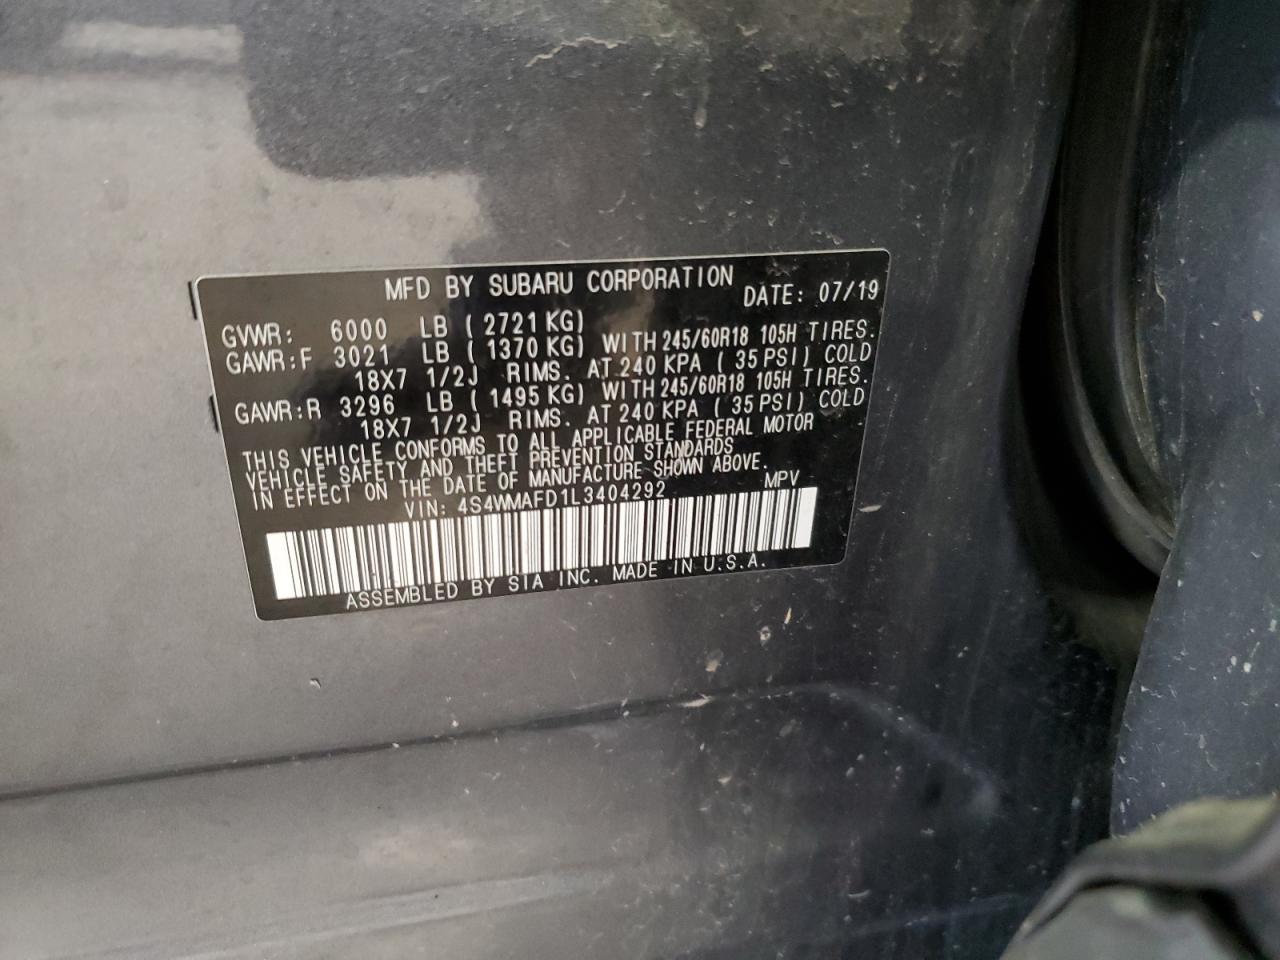 MFD BY SUBARU CORPORATION
DATE: 07/19
GVWR: 6000 LB ( 2721 KG)
GAWR:F 3021 LB ( 1370 KG) WITH 245/60R18 105H TIRES.
18X7 1/2J RIMS. AT 240 KPA ( 35 PSI) COLD
GAWR:R 3296 LB ( 1495 KG) WITH 245/60R18 105H TIRES.
18X7 1/2J RIMS. AT 240 KPA ( 35 PSI) COLD
THIS VEHICLE CONFORMS TO ALL APPLICABLE FEDERAL MOTOR
VEHICLE SAFETY AND THEFT PREVENTION STANDARDS
IN EFFECT ON THE DATE OF MANUFACTURE SHOWN ABOVE.
VIN: 4S4WMAFD1L3404292 MPV
ASSEMBLED BY SIA INC. MADE IN U.S.A.